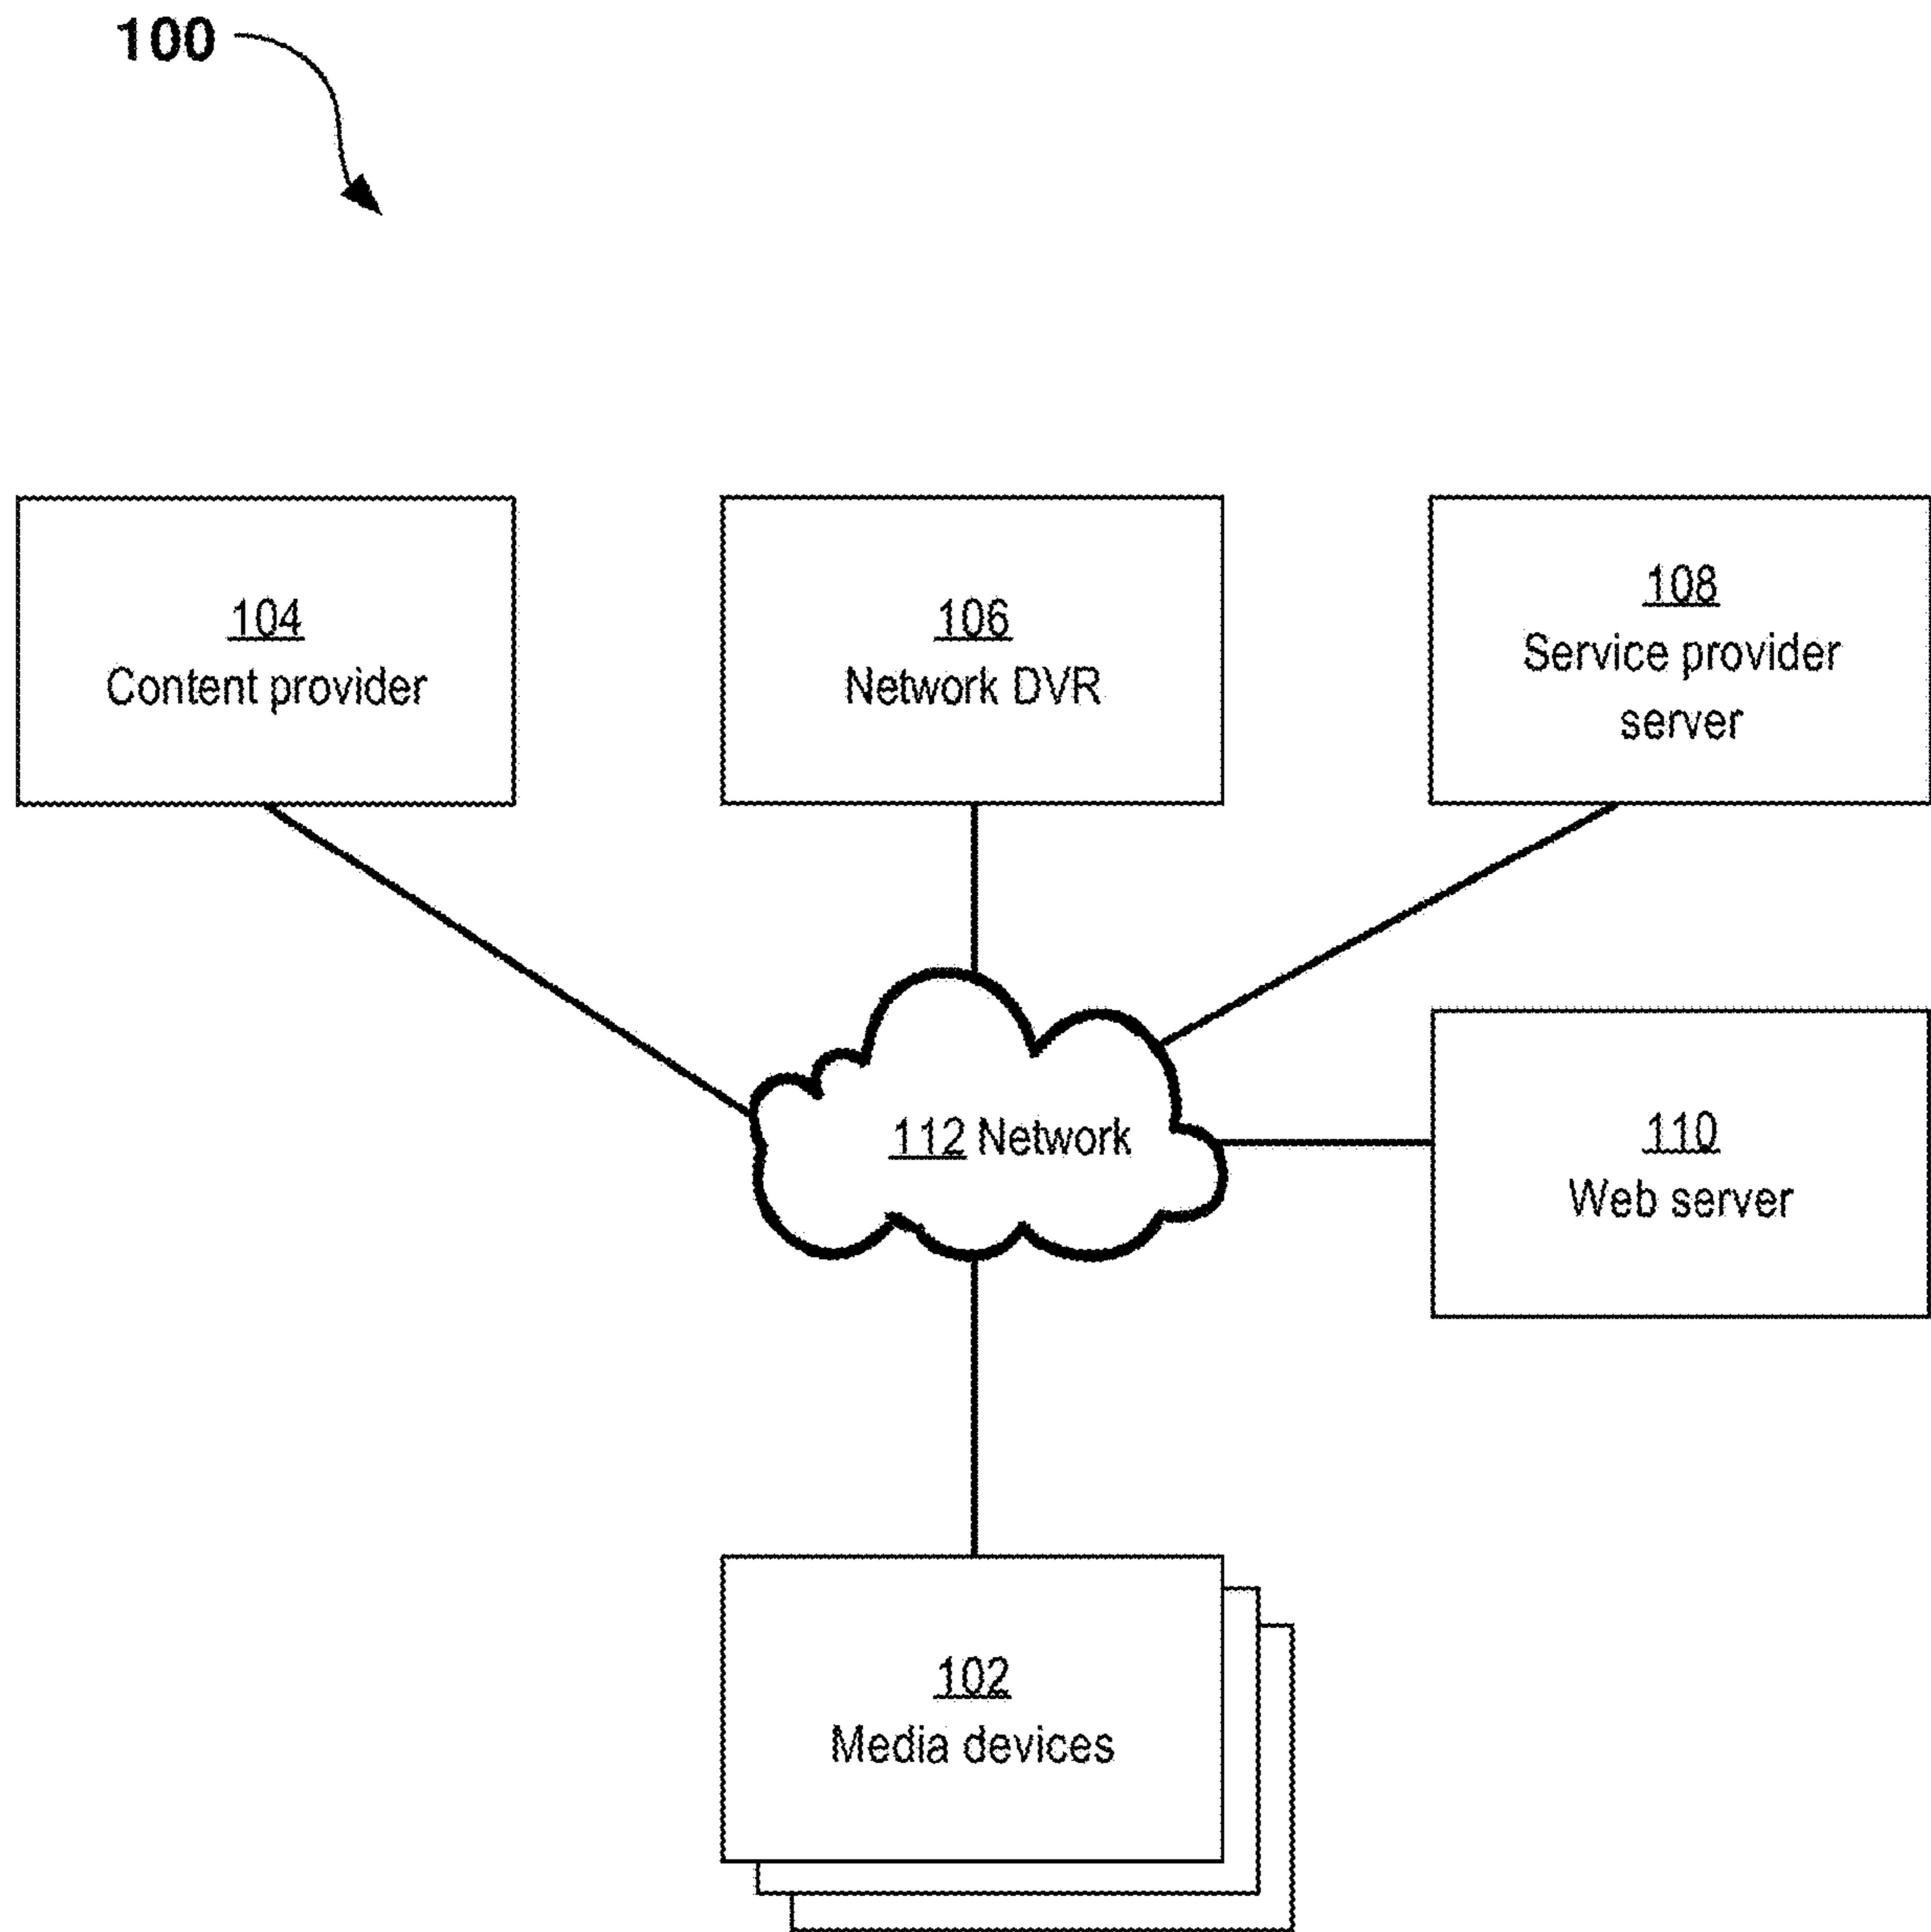 100
104
Content provider
106
Network DVR
108
Service provider
server
112 Network
110
Web server
102
Media devices